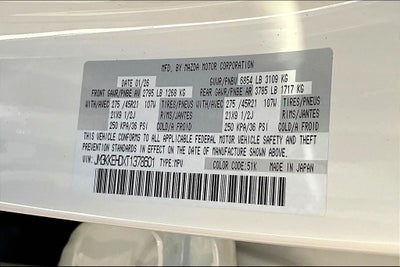 MFD. BY MAZDA MOTOR CORPORATION
DATE 01/26 GVWR/PNBV 6854 LB 3109 KG
FRONT GAWR/PNBE AV 2795 LB 1268 KG REAR GAWR/PNBE AR 3785 LB 1717 KG
WITH/AVEC 275/45R21 107W TIRES/PNEUS WITH/AVEC 275/45R21 107W TIRES/PNEUS
21X9 1/2J RIMS/JANTES 21X9 1/2J RIMS/JANTES
250 KPA/36 PSI COLD/A FROID 250 KPA/36 PSI COLD/A FROID
THIS VEHICLE CONFORMS TO ALL APPLICABLE FEDERAL MOTOR VEHICLE SAFETY AND THEFT
PREVENTION STANDARDS IN EFFECT ON THE DATE OF MANUFACTURE SHOWN ABOVE.
VIN: JM3KKEHDXT1378601 TYPE:MPV COLOR CODE:51K MADE IN JAPAN